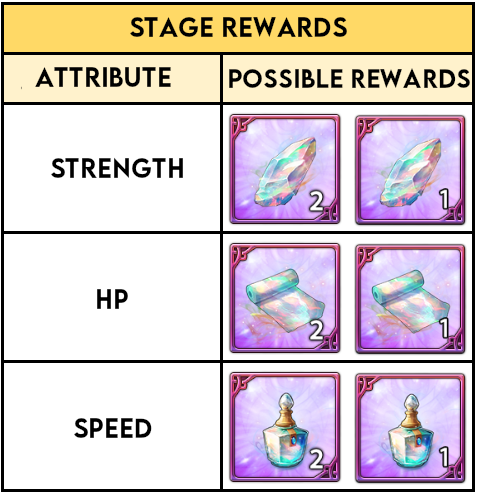 STAGE REWARDS
ATTRIBUTE POSSIBLE REWARDS
STRENGTH 2 1
HP 2 1
SPEED 2 1